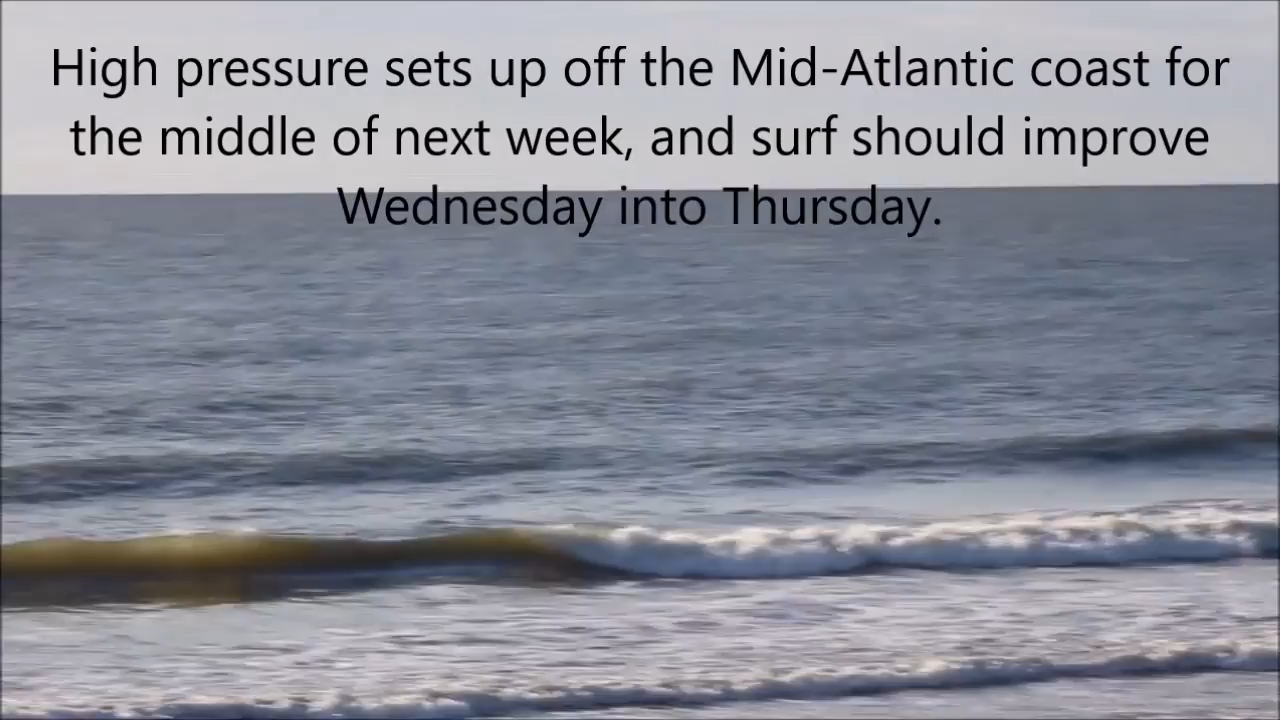 High pressure sets up off the Mid-Atlantic coast for
the middle of next week, and surf should improve
Wednesday into Thursday.